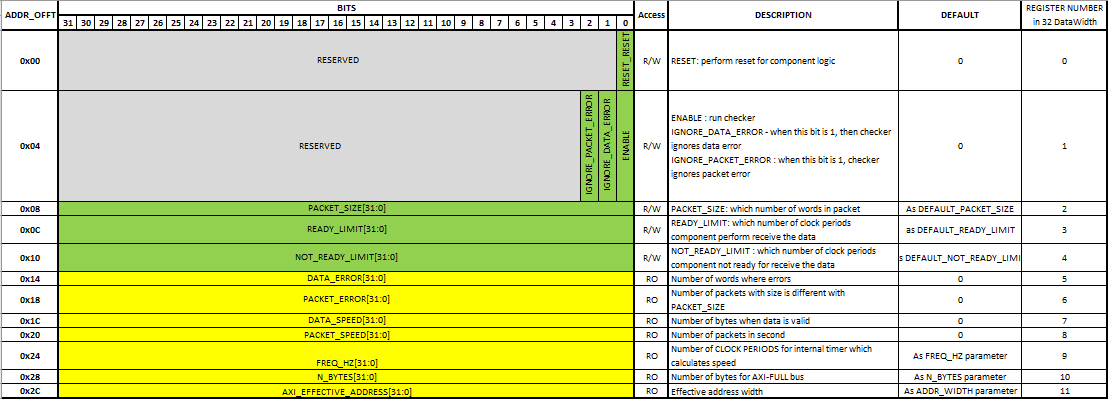 ADDR_OFFT BITS Access DESCRIPTION DEFAULT REGISTER NUMBER
in 32 DataWidth
31 30 29 28 27 26 25 24 23 22 21 20 19 18 17 16 15 14 13 12 11 10 9 8 7 6 5 4 3 2 1 0
0x00 RESERVED RESET_RESET R/W RESET: perform reset for component logic 0 0
0x04 RESERVED IGNORE_PACKET_ERROR IGNORE_DATA_ERROR ENABLE R/W
ENABLE : run checker
IGNORE_DATA_ERROR - when this bit is 1, then checker
ignores data error
IGNORE_PACKET_ERROR : when this bit is 1, checker
ignores packet error
0 1
0x08 PACKET_SIZE[31:0] R/W PACKET_SIZE: which number of words in packet As DEFAULT_PACKET_SIZE 2
0x0C READY_LIMIT[31:0] R/W READY_LIMIT: which number of clock periods
component perform receive the data as DEFAULT_READY_LIMIT 3
0x10 NOT_READY_LIMIT[31:0] R/W NOT_READY_LIMIT : which number of clock periods
component not ready for receive the data s DEFAULT_NOT_READY_LIMI 4
0x14 DATA_ERROR[31:0] RO Number of words where errors 0 5
0x18 PACKET_ERROR[31:0] RO Number of packets with size is different with
PACKET_SIZE 0 6
0x1C DATA_SPEED[31:0] RO Number of bytes when data is valid 0 7
0x20 PACKET_SPEED[31:0] RO Number of packets in second 0 8
0x24 FREQ_HZ[31:0] RO Number of CLOCK PERIODS for internal timer which
calculates speed As FREQ_HZ parameter 9
0x28 N_BYTES[31:0] RO Number of bytes for AXI-FULL bus As N_BYTES parameter 10
0x2C AXI_EFFECTIVE_ADDRESS[31:0] RO Effective address width As ADDR_WIDTH parameter 11